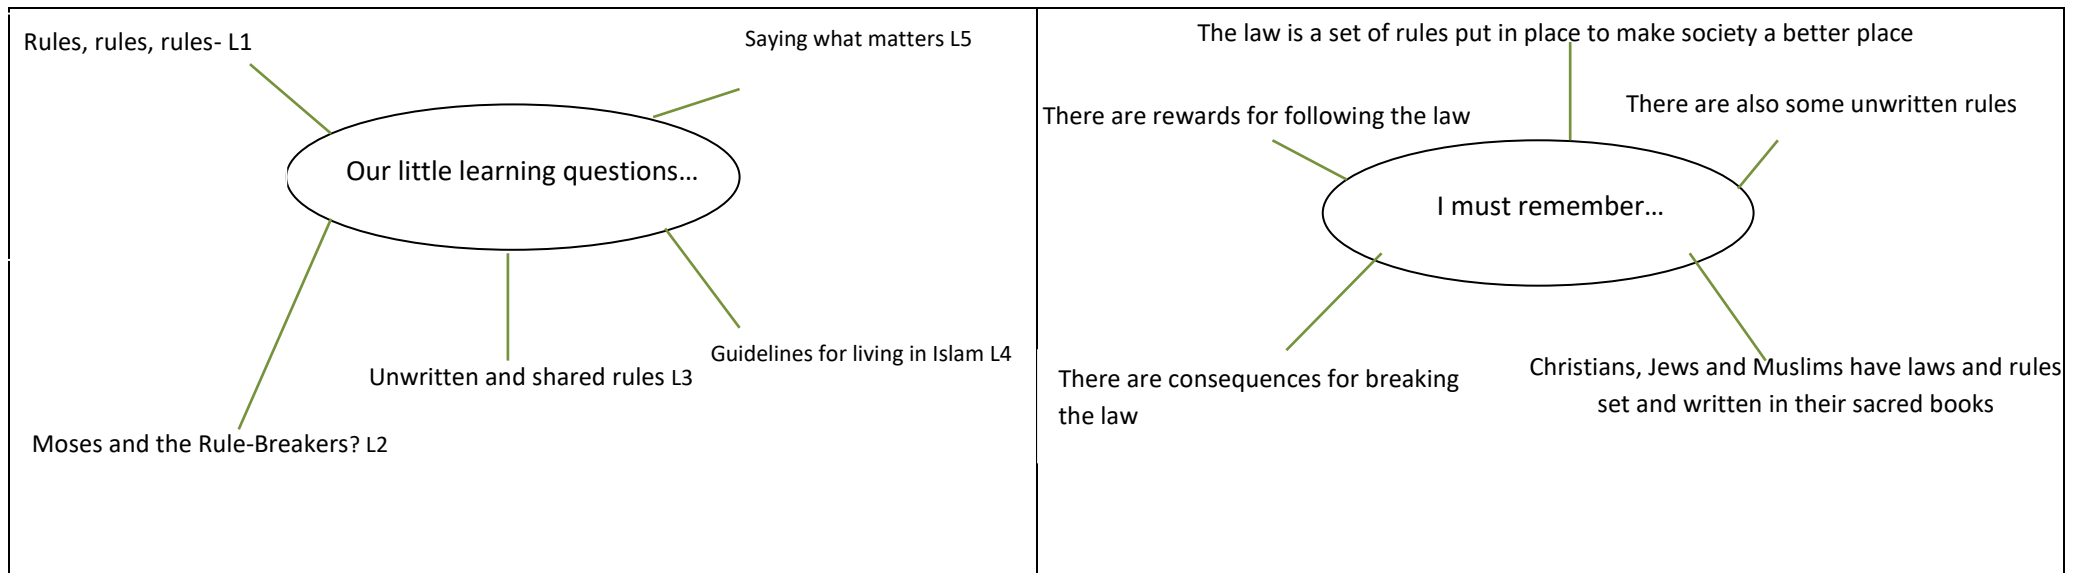 Rules, rules, rules- L1
Saying what matters L5
Our little learning questions...
Guidelines for living in Islam L4
Unwritten and shared rules L3
Moses and the Rule-Breakers? L2
The law is a set of rules put in place to make society a better place
There are also some unwritten rules
There are rewards for following the law
I must remember...
There are consequences for breaking
the law
Christians, Jews and Muslims have laws and rules
set and written in their sacred books